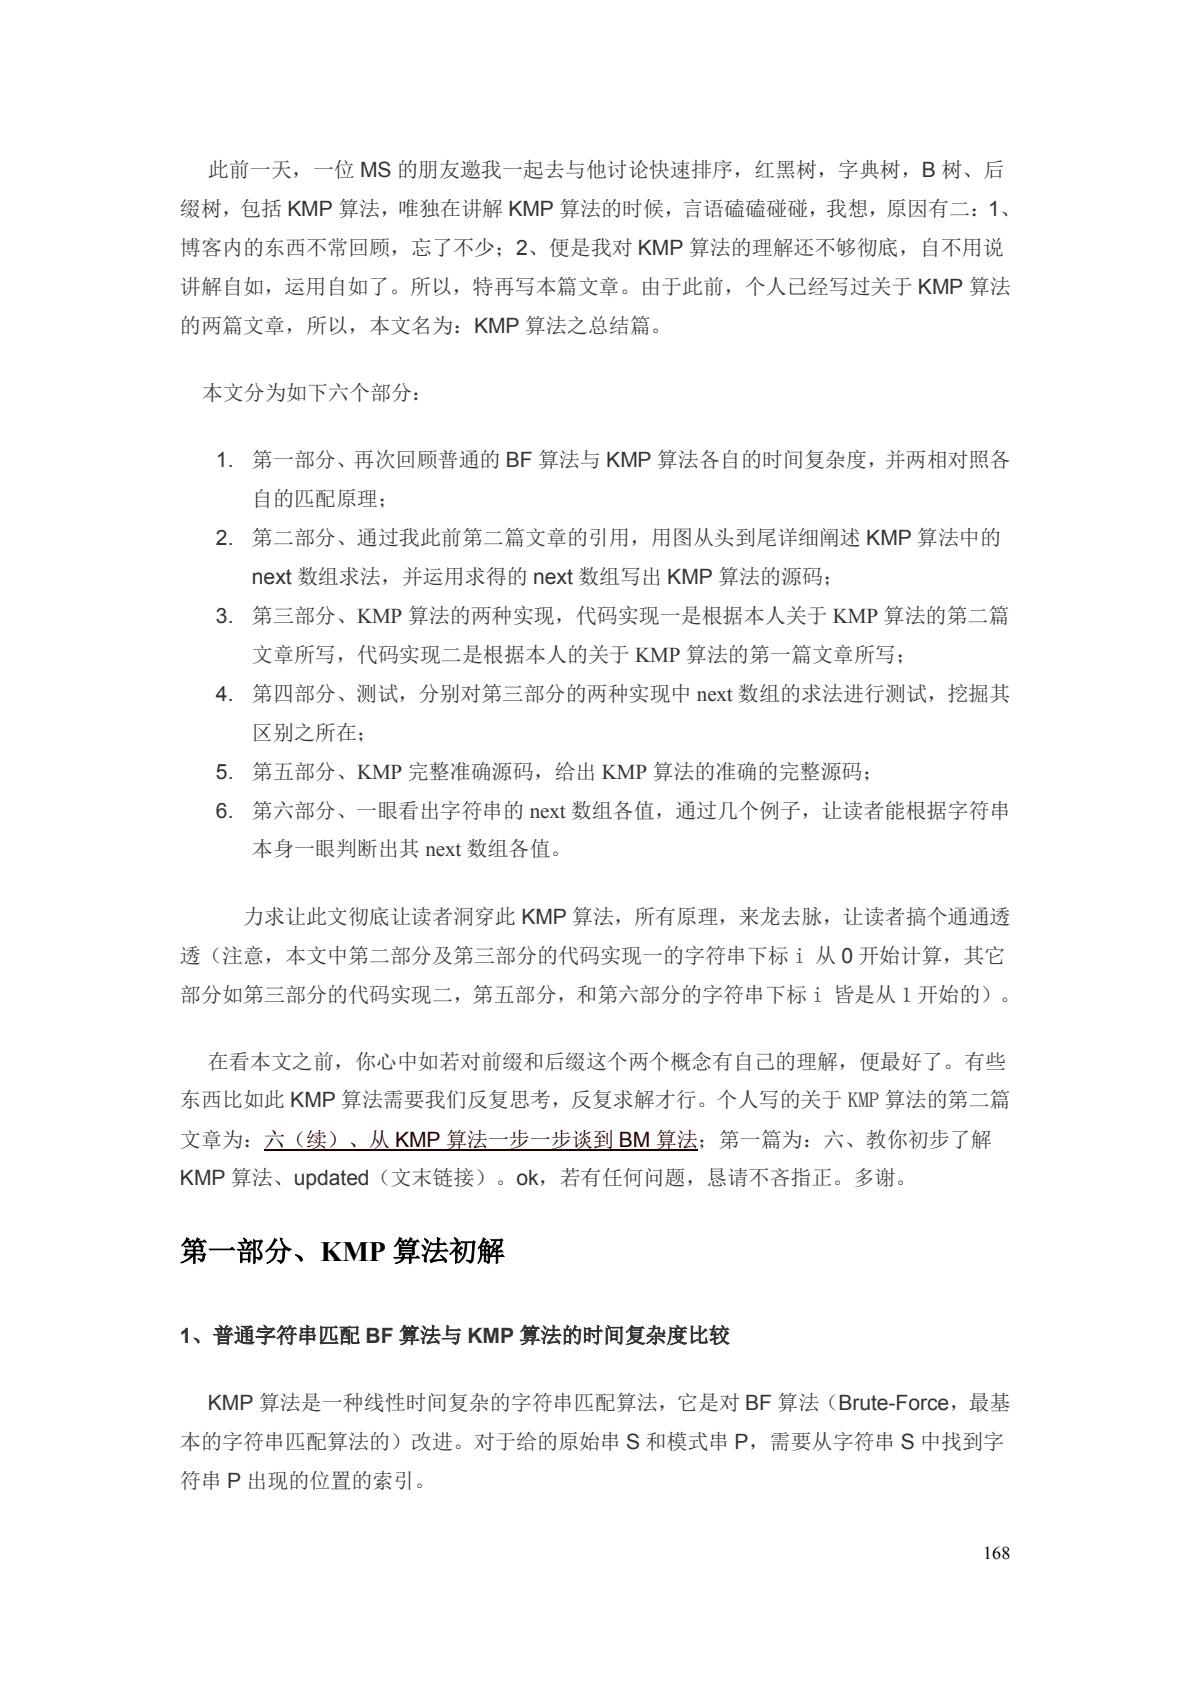 此前一天，一位 MS 的朋友邀我一起去与他讨论快速排序，红黑树，字典树，B 树、后
缀树，包括 KMP 算法，唯独在讲解 KMP 算法的时候，言语磕磕碰碰，我想，原因有二：1、
博客内的东西不常回顾，忘了不少；2、便是我对 KMP 算法的理解还不够彻底，自不用说
讲解自如，运用自如了。所以，特再写本篇文章。由于此前，个人已经写过关于 KMP 算法
的两篇文章，所以，本文名为：KMP 算法之总结篇。
本文分为如下六个部分：
1. 第一部分、再次回顾普通的 BF 算法与 KMP 算法各自的时间复杂度，并两相对照各
自的匹配原理；
2. 第二部分、通过我此前第二篇文章的引用，用图从头到尾详细阐述 KMP 算法中的
next 数组求法，并运用求得的 next 数组写出 KMP 算法的源码；
3. 第三部分、KMP 算法的两种实现，代码实现一是根据本人关于 KMP 算法的第二篇
文章所写，代码实现二是根据本人的关于 KMP 算法的第一篇文章所写；
4. 第四部分、测试，分别对第三部分的两种实现中 next 数组的求法进行测试，挖掘其
区别之所在；
5. 第五部分、KMP 完整准确源码，给出 KMP 算法的准确的完整源码；
6. 第六部分、一眼看出字符串的 next 数组各值，通过几个例子，让读者能根据字符串
本身一眼判断出其 next 数组各值。
力求让此文彻底让读者洞穿此 KMP 算法，所有原理，来龙去脉，让读者搞个通通透
透（注意，本文中第二部分及第三部分的代码实现一的字符串下标 i 从 0 开始计算，其它
部分如第三部分的代码实现二，第五部分，和第六部分的字符串下标 i 皆是从 1 开始的）。
在看本文之前，你心中如若对前缀和后缀这个两个概念有自己的理解，便最好了。有些
东西比如此 KMP 算法需要我们反复思考，反复求解才行。个人写的关于 KMP 算法的第二篇
文章为：六（续）、从 KMP 算法一步一步谈到 BM 算法；第一篇为：六、教你初步了解
KMP 算法、updated（文末链接）。ok，若有任何问题，恳请不吝指正。多谢。
第一部分、KMP 算法初解
1、普通字符串匹配 BF 算法与 KMP 算法的时间复杂度比较
KMP 算法是一种线性时间复杂的字符串匹配算法，它是对 BF 算法（Brute-Force，最基
本的字符串匹配算法的）改进。对于给的原始串 S 和模式串 P，需要从字符串 S 中找到字
符串 P 出现的位置的索引。
168